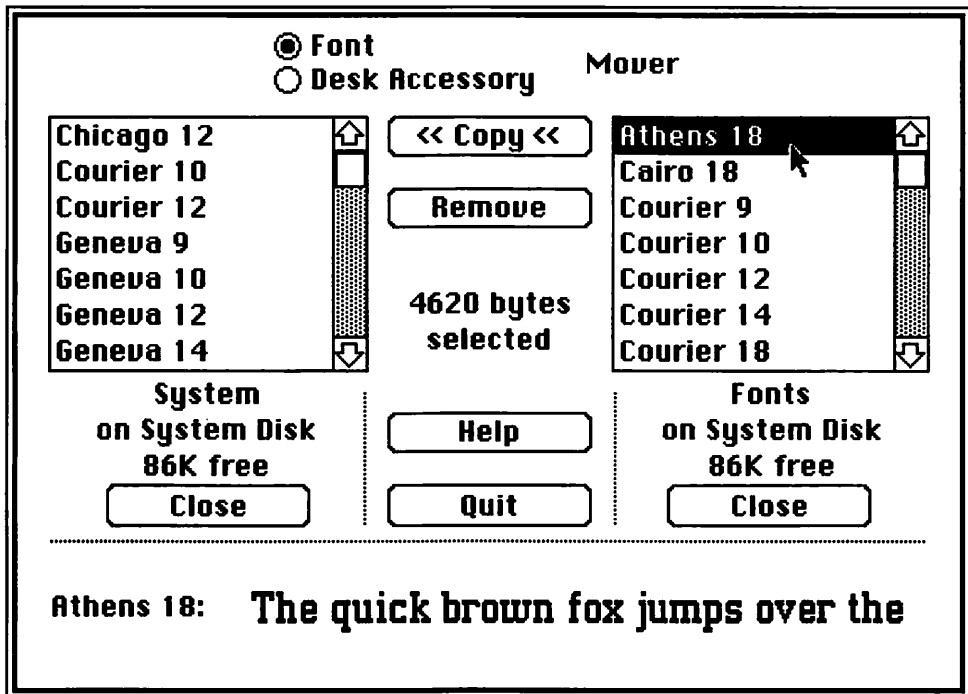 Font
Desk Accessory
Mover
Chicago 12
Courier 10
Courier 12
Geneva 9
Geneva 10
Geneva 12
Geneva 14
<< Copy <<
Remove
4620 bytes
selected
Athens 18
Cairo 18
Courier 9
Courier 10
Courier 12
Courier 14
Courier 18
System
on System Disk
86K free
Close
Help
Quit
Fonts
on System Disk
86K free
Close
Athens 18: The quick brown fox jumps over the